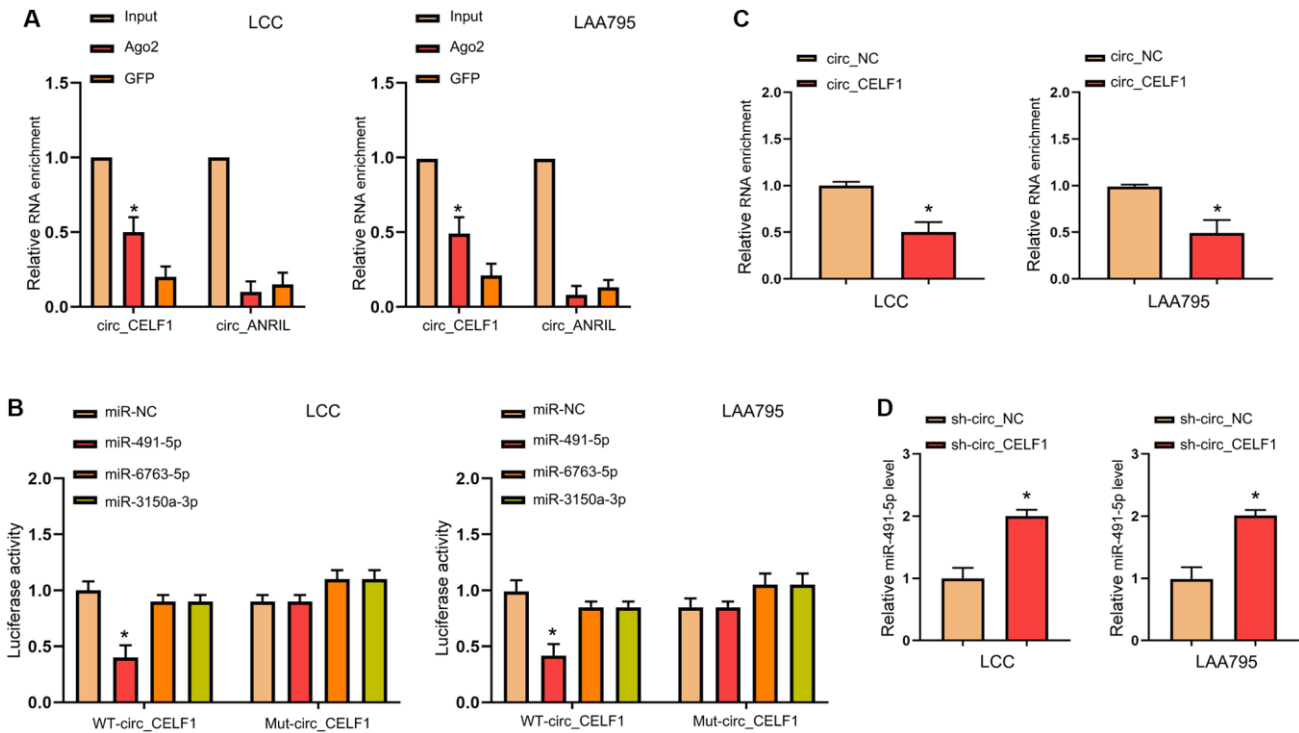 A
LCC
Input
Ago2
GFP
Relative RNA enrichment
1.5
1.0
0.5
0.0
*
circ_CELF1
circ_ANRIL
LAA795
Input
Ago2
GFP
Relative RNA enrichment
1.5
1.0
0.5
0.0
*
circ_CELF1
circ_ANRIL
C
circ_NC
circ_CELF1
Relative RNA enrichment
2.0
1.5
1.0
0.5
0.0
*
LCC
circ_NC
circ_CELF1
Relative RNA enrichment
2.0
1.5
1.0
0.5
0.0
*
LAA795
B
LCC
miR-NC
miR-491-5p
miR-6763-5p
miR-3150a-3p
Luciferase activity
2.0
1.5
1.0
0.5
0.0
*
WT-circ_CELF1
Mut-circ_CELF1
LAA795
miR-NC
miR-491-5p
miR-6763-5p
miR-3150a-3p
Luciferase activity
2.0
1.5
1.0
0.5
0.0
*
WT-circ_CELF1
Mut-circ_CELF1
D
sh-circ_NC
sh-circ_CELF1
Relative miR-491-5p level
3
2
1
0
*
LCC
sh-circ_NC
sh-circ_CELF1
Relative miR-491-5p level
3
2
1
0
*
LAA795